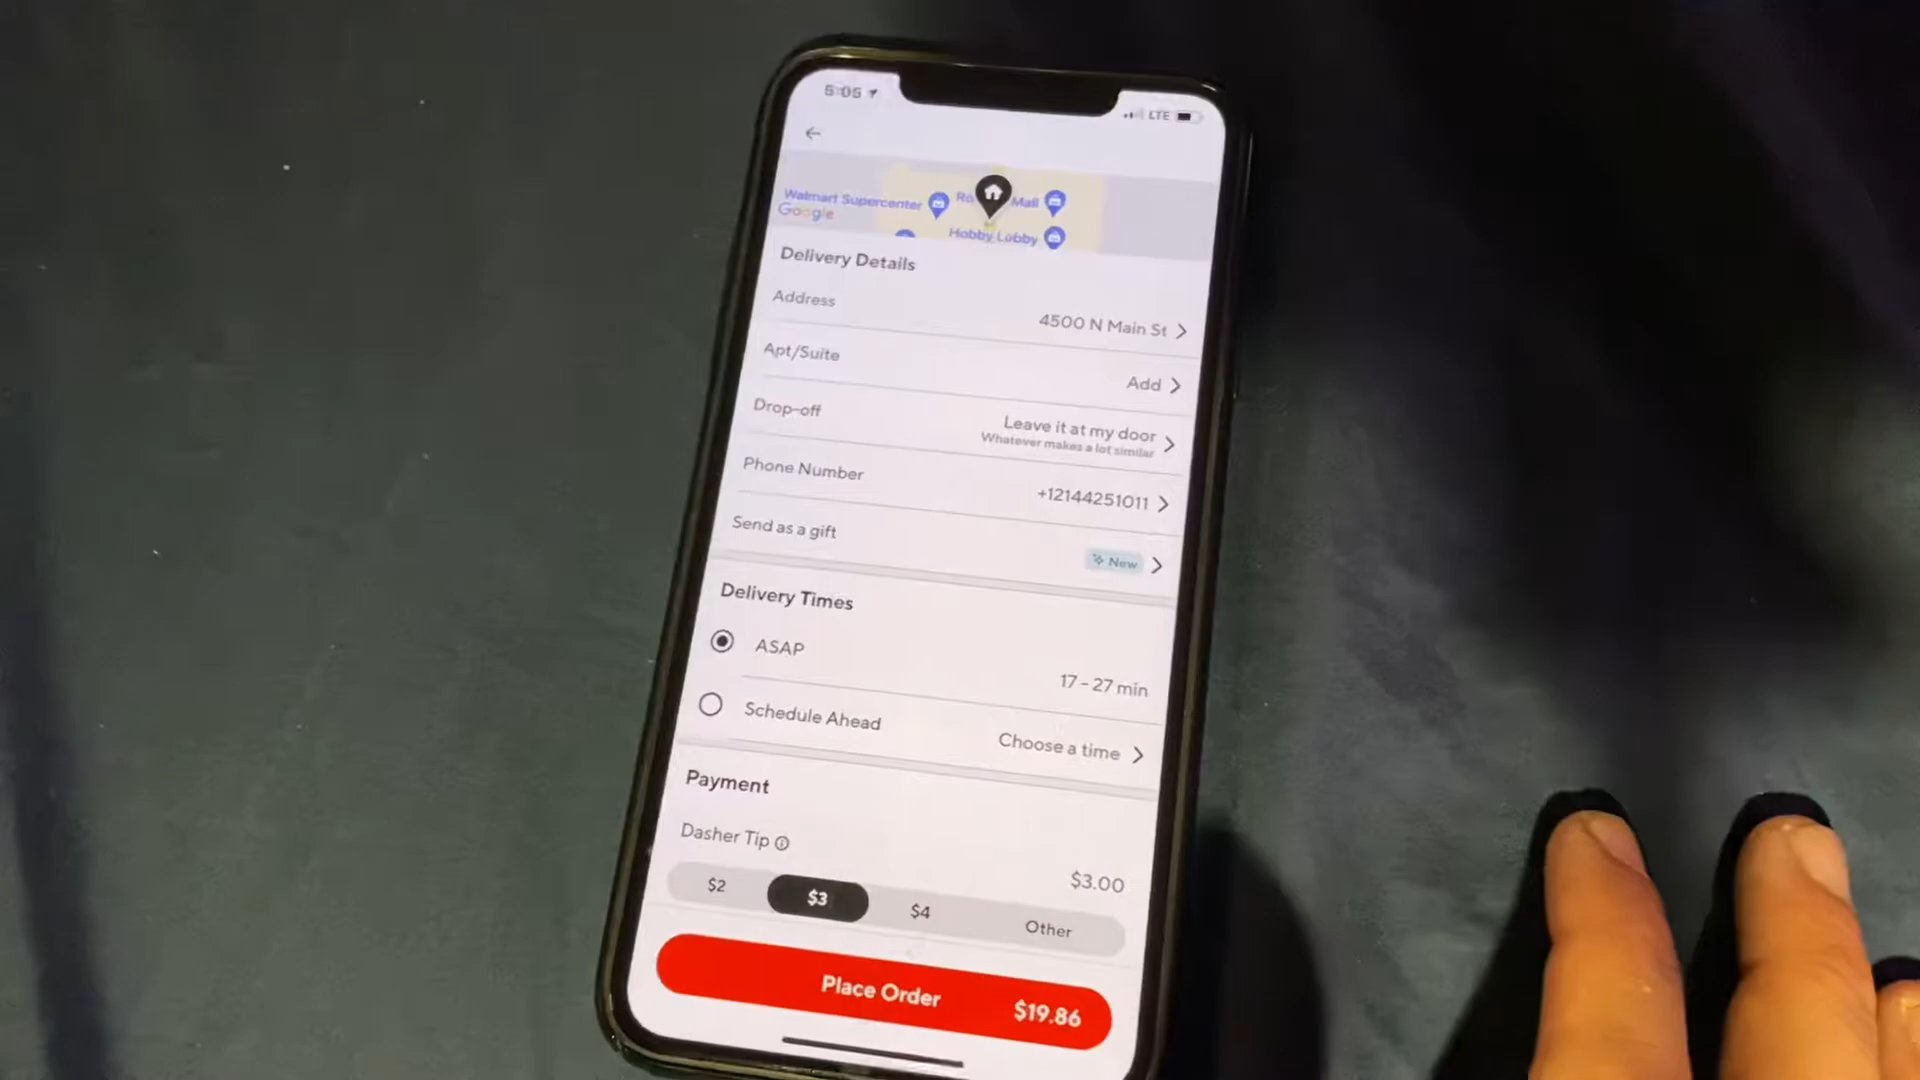 5:05
LTE
Walmart Supercenter
Mall
Google
Hobby Lobby
Delivery Details
Address
4500 N Main St
Apt/Suite
Add
Drop-off
Leave it at my door
Whatever makes a lot similar
Phone Number
+12144251011
Send as a gift
New
Delivery Times
ASAP
17 - 27 min
Schedule Ahead
Choose a time
Payment
Dasher Tip
$3.00
$2 $3 $4 Other
Place Order $19.86